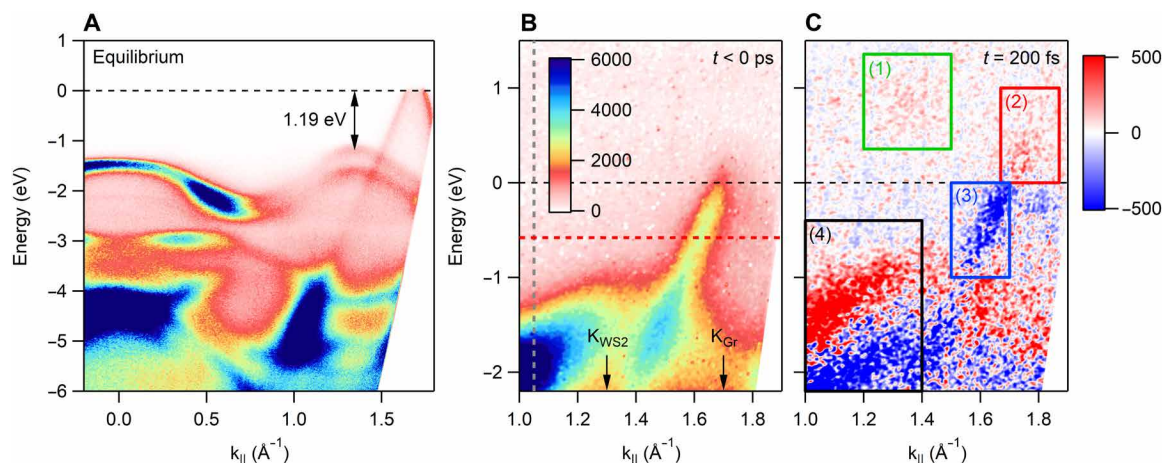 A
Equilibrium
1.19 eV
1
0
−1
−2
−3
−4
−5
−6
Energy (eV)
0.0
0.5
1.0
1.5
k|| (Å−1)
B
t < 0 ps
6000
4000
2000
0
1
0
−1
−2
Energy (eV)
KWS2
KGr
1.0
1.2
1.4
1.6
1.8
k|| (Å−1)
C
t = 200 fs
(1)
(2)
(3)
(4)
1.0
1.2
1.4
1.6
1.8
k|| (Å−1)
500
0
−500